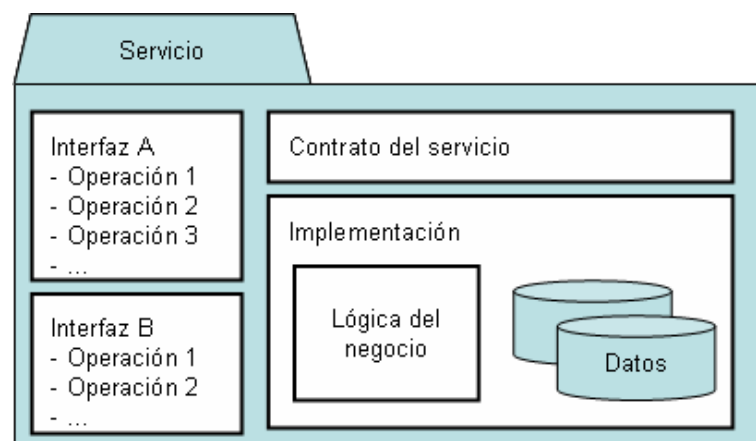 Servicio
Interfaz A
- Operación 1
- Operación 2
- Operación 3
- ...
Interfaz B
- Operación 1
- Operación 2
- ...
Contrato del servicio
Implementación
Lógica del
negocio
Datos